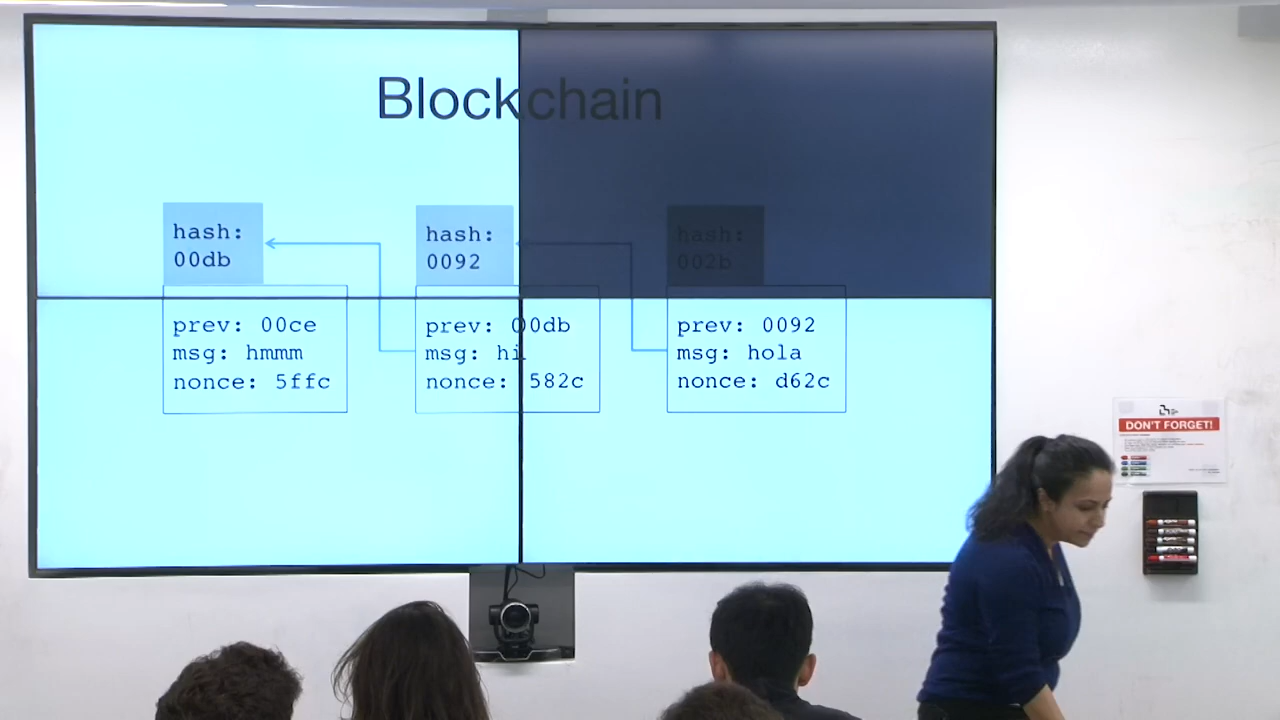 Blockchain
hash:
00db
hash:
0092
hash:
002b
prev: 00ce
msg: hmmm
nonce: 5ffc
prev: 00db
msg: hi
nonce: 582c
prev: 0092
msg: hola
nonce: d62c
DON'T FORGET!